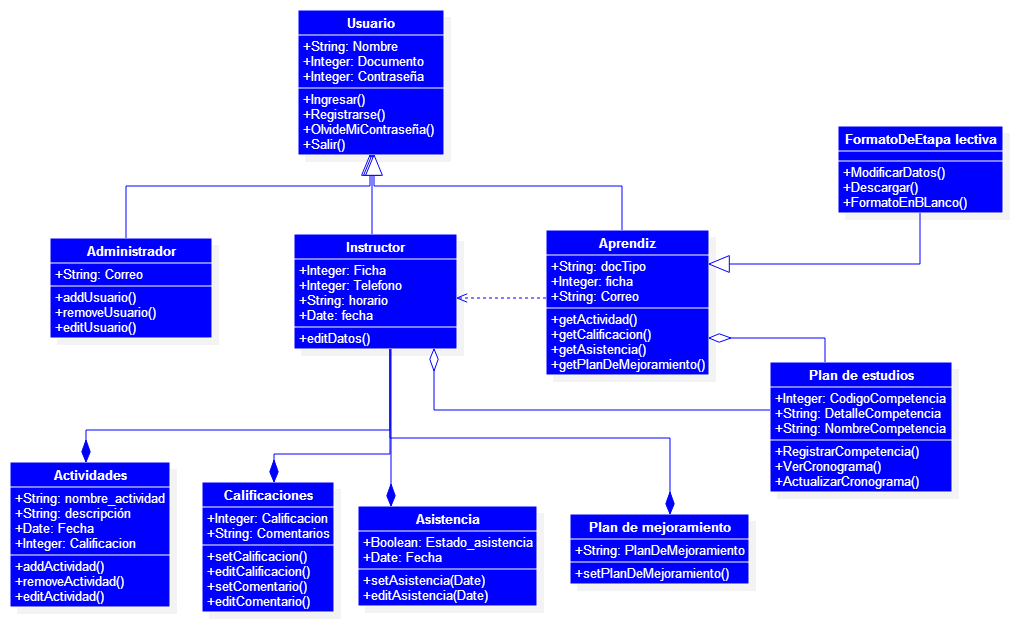 Usuario
+String: Nombre
+Integer: Documento
+Integer: Contraseña
+Ingresar()
+Registrarse()
+OlvideMiContraseña()
+Salir()
FormatoDeEtapa lectiva
+ModificarDatos()
+Descargar()
+FormatoEnBLanco()
Administrador
+String: Correo
+addUsuario()
+removeUsuario()
+editUsuario()
Instructor
+Integer: Ficha
+Integer: Telefono
+String: horario
+Date: fecha
+editDatos()
Aprendiz
+String: docTipo
+Integer: ficha
+String: Correo
+getActividad()
+getCalificacion()
+getAsistencia()
+getPlanDeMejoramiento()
Plan de estudios
+Integer: CodigoCompetencia
+String: DetalleCompetencia
+String: NombreCompetencia
+RegistrarCompetencia()
+VerCronograma()
+ActualizarCronograma()
Actividades
+String: nombre_actividad
+String: descripción
+Date: Fecha
+Integer: Calificacion
+addActividad()
+removeActividad()
+editActividad()
Calificaciones
+Integer: Calificacion
+String: Comentarios
+setCalificacion()
+editCalificacion()
+setComentario()
+editComentario()
Asistencia
+Boolean: Estado_asistencia
+Date: Fecha
+setAsistencia(Date)
+editAsistencia(Date)
Plan de mejoramiento
+String: PlanDeMejoramiento
+setPlanDeMejoramiento()